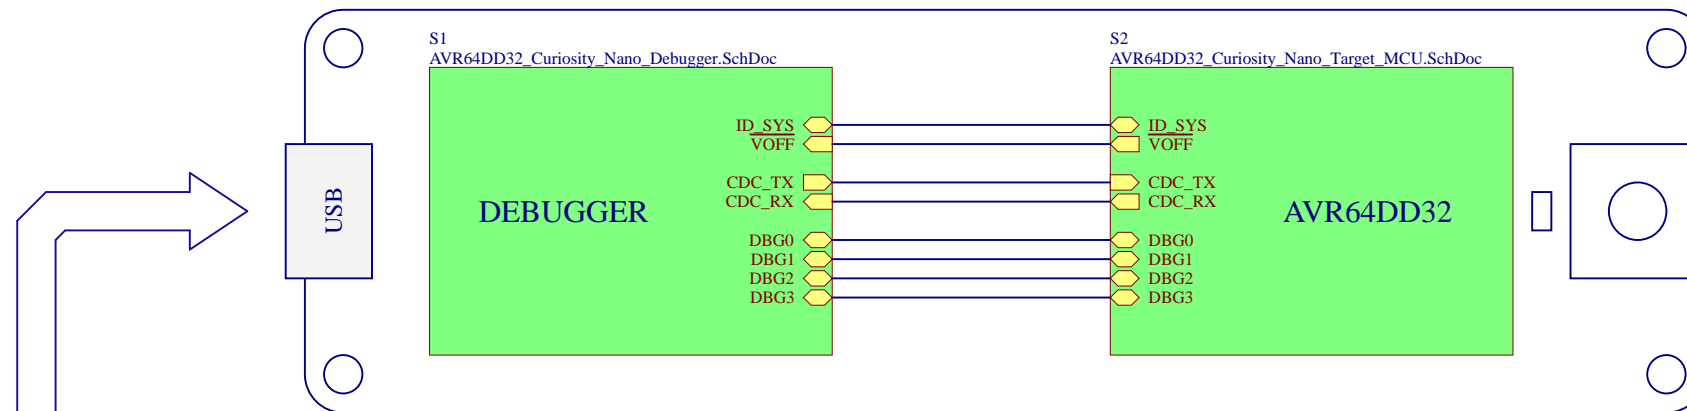 S1
AVR64DD32_Curiosity_Nano_Debugger.SchDoc
ID_SYS
VOFF
CDC_TX
CDC_RX
DBG0
DBG1
DBG2
DBG3
DEBUGGER
USB
S2
AVR64DD32_Curiosity_Nano_Target_MCU.SchDoc
ID_SYS
VOFF
CDC_TX
CDC_RX
DBG0
DBG1
DBG2
DBG3
AVR64DD32